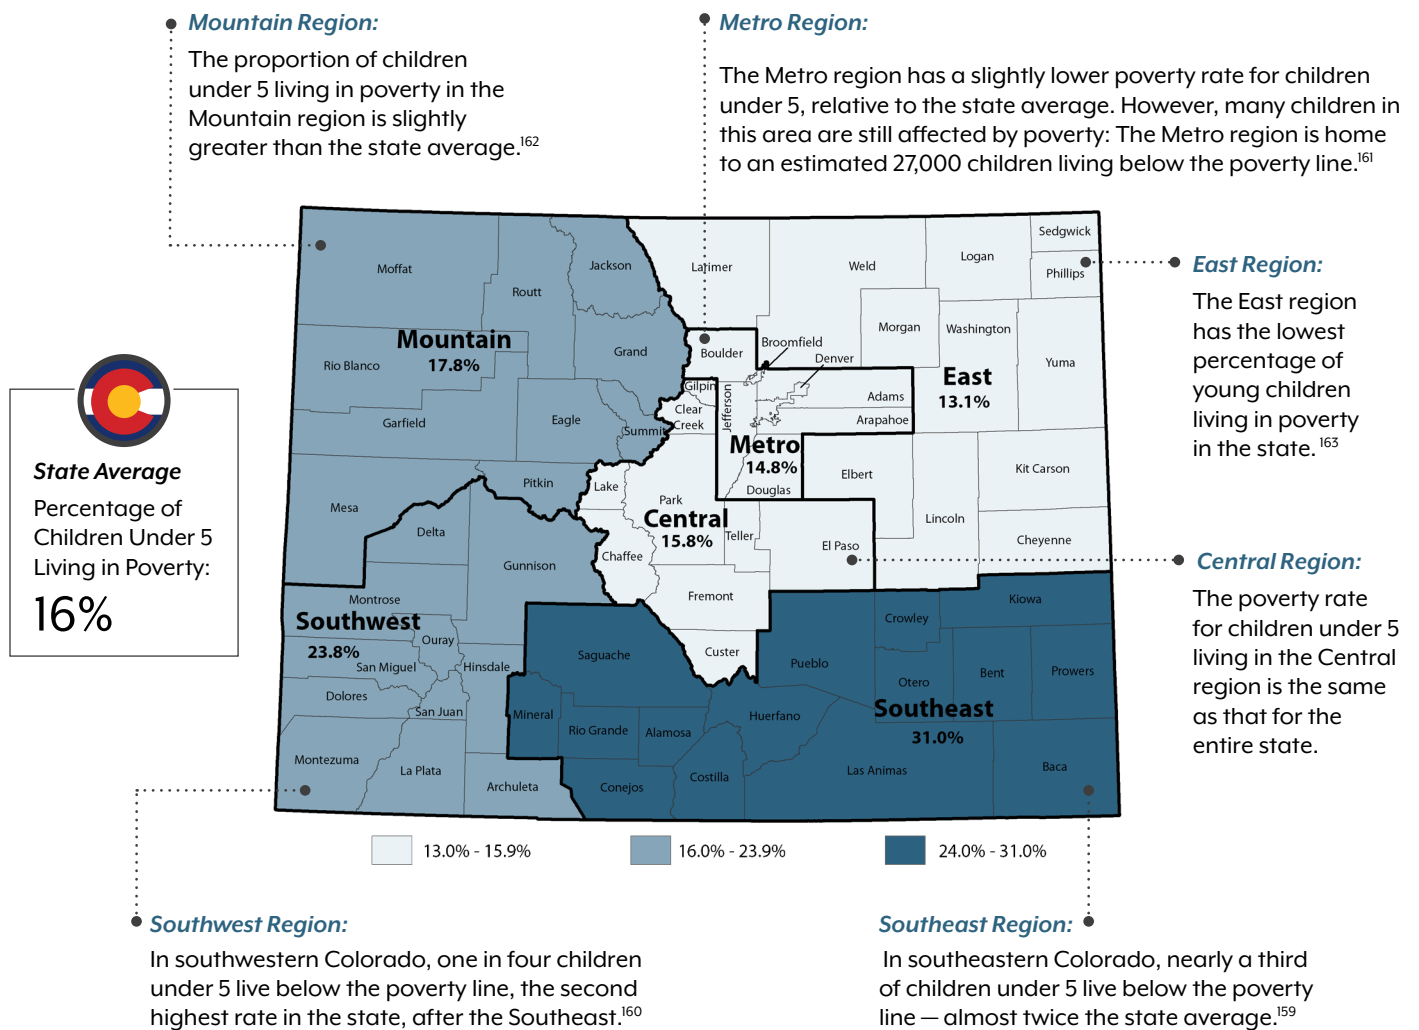 Mountain Region:
The proportion of children
under 5 living in poverty in the
Mountain region is slightly
greater than the state average.162
Metro Region:
The Metro region has a slightly lower poverty rate for children
under 5, relative to the state average. However, many children in
this area are still affected by poverty: The Metro region is home
to an estimated 27,000 children living below the poverty line.161
State Average
Percentage of
Children Under 5
Living in Poverty:
16%
Moffat
Routt
Jackson
Rio Blanco
Grand
Mountain
17.8%
Garfield
Eagle
Summit
Mesa
Pitkin
Larimer
Weld
Logan
Sedgwick
Phillips
Morgan
Washington
Yuma
East
13.1%
Elbert
Lincoln
Kit Carson
Cheyenne
Boulder
Broomfield
Denver
Gilpin
Jefferson
Adams
Arapahoe
Metro
14.8%
Douglas
Clear
Creek
Lake
Park
Central
15.8%
Teller
El Paso
Chaffee
Fremont
Custer
Delta
Gunnison
Montrose
Southwest
23.8%
Ouray
San Miguel
Hinsdale
Dolores
San Juan
Montezuma
La Plata
Archuleta
Saguache
Mineral
Rio Grande
Alamosa
Conejos
Costilla
Huerfano
Pueblo
Crowley
Kiowa
Otero
Bent
Prowers
Southeast
31.0%
Las Animas
Baca
East Region:
The East region
has the lowest
percentage of
young children
living in poverty
in the state. 163
Central Region:
The poverty rate
for children under 5
living in the Central
region is the same
as that for the
entire state.
13.0% - 15.9%
16.0% - 23.9%
24.0% - 31.0%
Southwest Region:
In southwestern Colorado, one in four children
under 5 live below the poverty line, the second
highest rate in the state, after the Southeast.160
Southeast Region:
In southeastern Colorado, nearly a third
of children under 5 live below the poverty
line — almost twice the state average.159